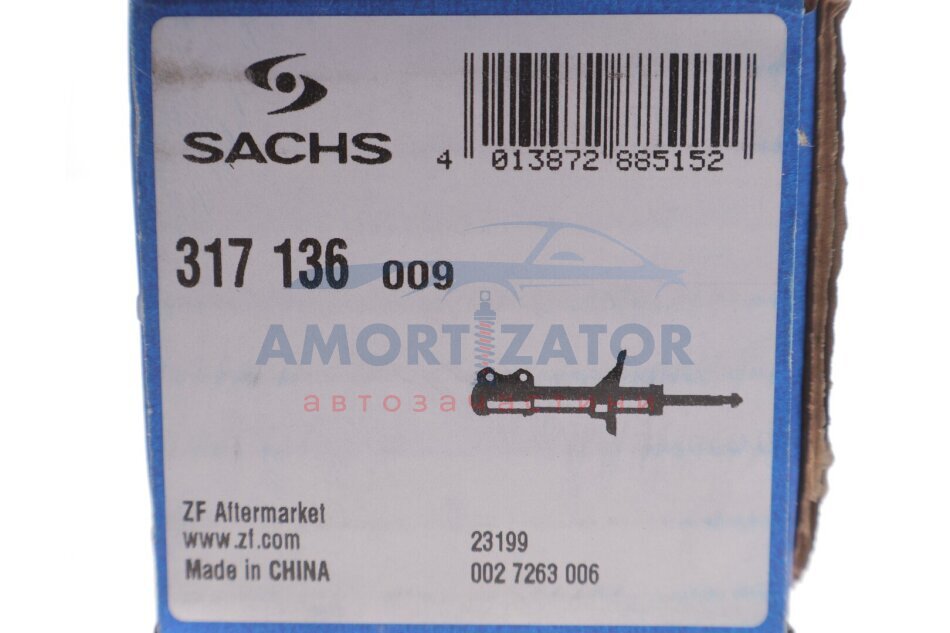 SACHS
4 013872 885152
317 136 009
AMORTIZATOR
автозапчастини
ZF Aftermarket
www.zf.com
Made in CHINA
23199
002 7263 006